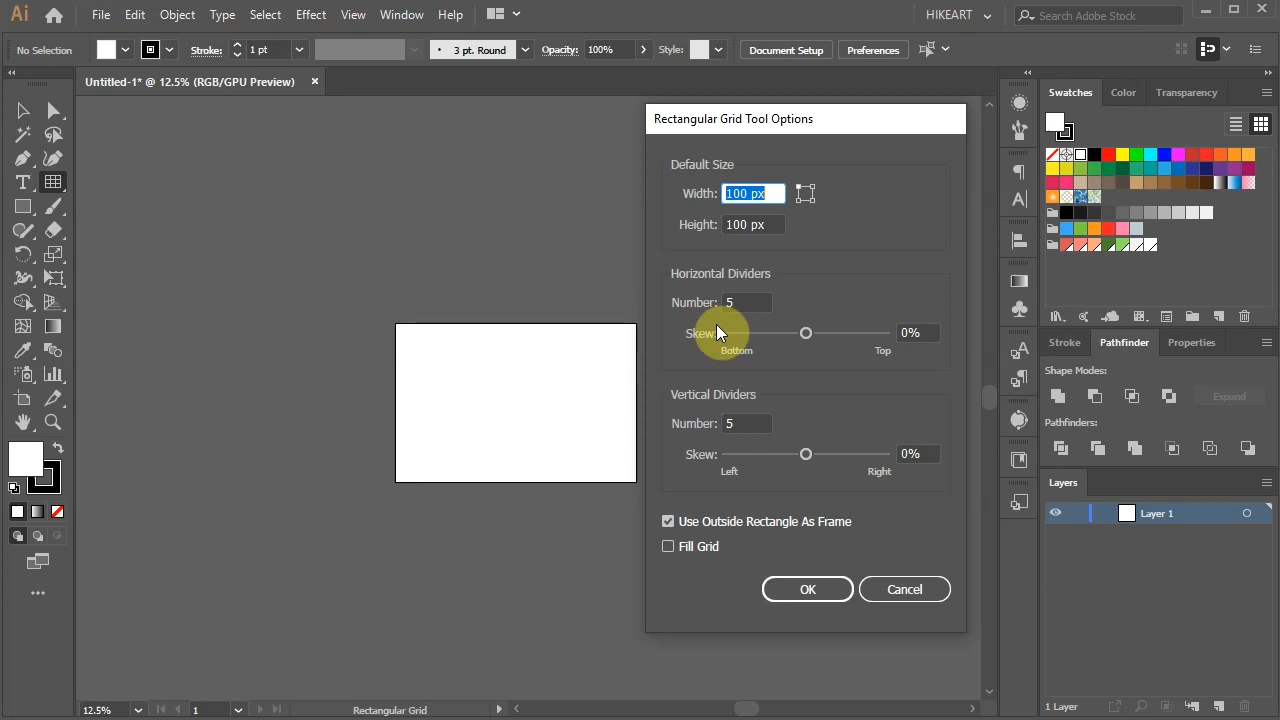 Ai File Edit Object Type Select Effect View Window Help HIKEART Search Adobe Stock
No Selection Stroke: 1 pt 3 pt. Round Opacity: 100% Style: Document Setup Preferences
Untitled-1* @ 12.5% (RGB/GPU Preview)
Rectangular Grid Tool Options
Default Size
Width: 100 px
Height: 100 px
Horizontal Dividers
Number: 5
Skew: 0%
Bottom Top
Vertical Dividers
Number: 5
Skew: 0%
Left Right
Use Outside Rectangle As Frame
Fill Grid
OK Cancel
Swatches Color Transparency
Stroke Pathfinder Properties
Shape Modes:
Expand
Pathfinders:
Layers
Layer 1
1 Layer
12.5% 1 Rectangular Grid